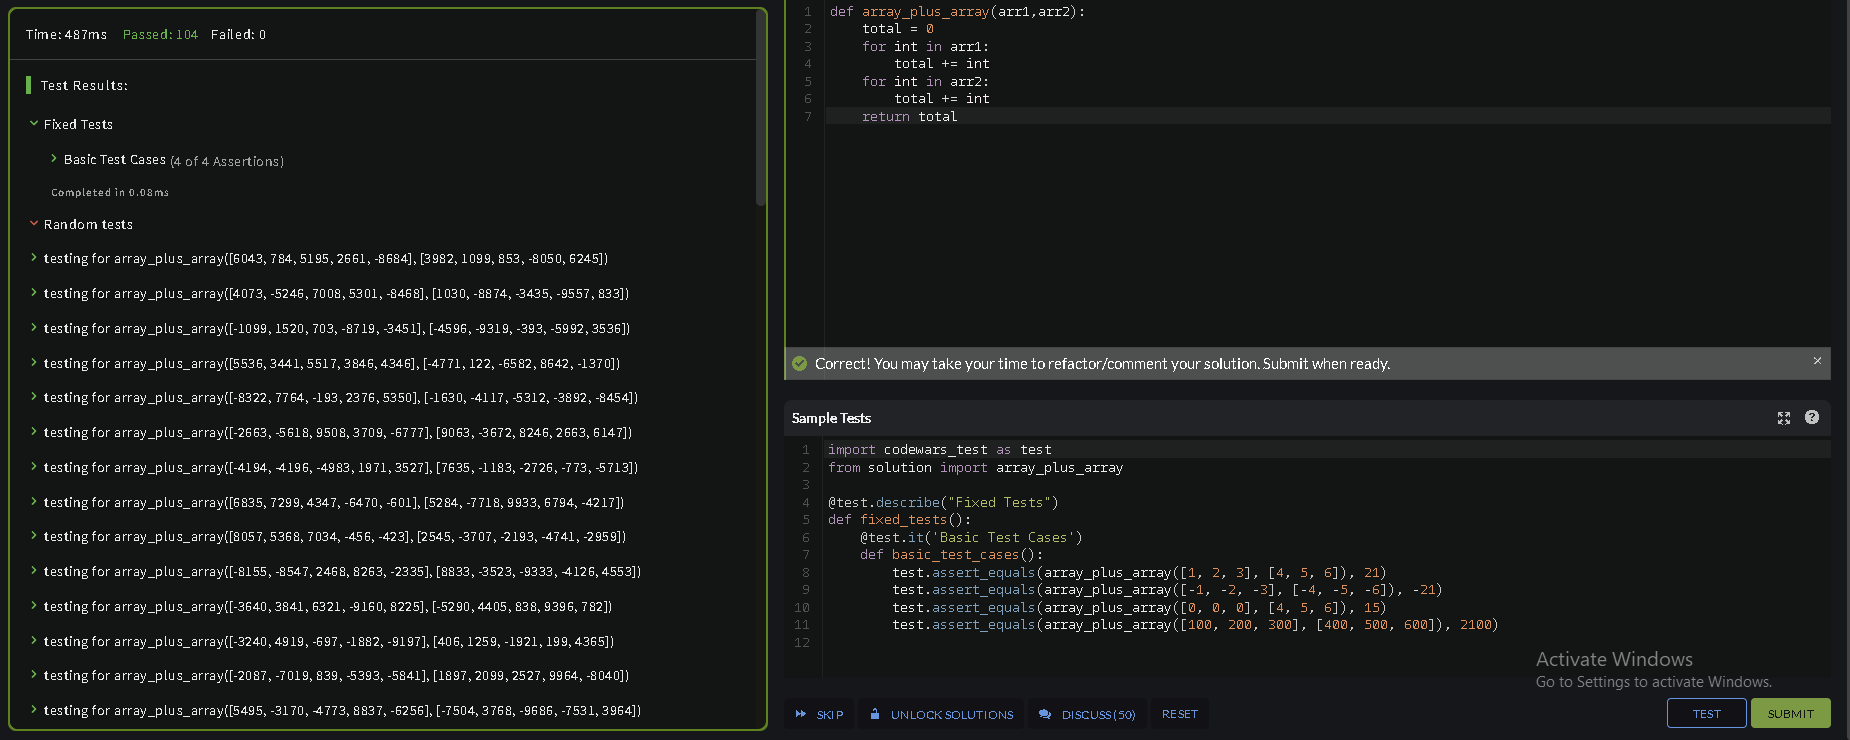 Time: 487ms Passed: 104 Failed: 0
Test Results:
Fixed Tests
Basic Test Cases (4 of 4 Assertions)
Completed in 0.08ms
Random tests
testing for array_plus_array([6043, 784, 5195, 2661, -8684], [3982, 1099, 853, -8050, 6245])
testing for array_plus_array([4073, -5246, 7008, 5301, -8468], [1030, -8874, -3435, -9557, 833])
testing for array_plus_array([-1099, 1520, 703, -8719, -3451], [-4596, -9319, -393, -5992, 3536])
testing for array_plus_array([5536, 3441, 5517, 3846, 4346], [-4771, 122, -6582, 8642, -1370])
testing for array_plus_array([-8322, 7764, -193, 2376, 5350], [-1630, -4117, -5312, -3892, -8454])
testing for array_plus_array([-2663, -5618, 9508, 3709, -6777], [9063, -3672, 8246, 2663, 6147])
testing for array_plus_array([-4194, -4196, -4983, 1971, 3527], [7635, -1183, -2726, -773, -5713])
testing for array_plus_array([6835, 7299, 4347, -6470, -601], [5284, -7718, 9933, 6794, -4217])
testing for array_plus_array([8057, 5368, 7034, -456, -423], [2545, -3707, -2193, -4741, -2959])
testing for array_plus_array([-8155, -8547, 2468, 8263, -2335], [8833, -3523, -9333, -4126, 4553])
testing for array_plus_array([-3640, 3841, 6321, -9160, 8225], [-5290, 4405, 838, 9396, 782])
testing for array_plus_array([-3240, 4919, -697, -1882, -9197], [406, 1259, -1921, 199, 4365])
testing for array_plus_array([-2087, -7019, 839, -5393, -5841], [1897, 2099, 2527, 9964, -8040])
testing for array_plus_array([5495, -3170, -4773, 8837, -6256], [-7504, 3768, -9686, -7531, 3964])
1 def array_plus_array(arr1,arr2):
2 total = 0
3 for int in arr1:
4 total += int
5 for int in arr2:
6 total += int
7 return total
Correct! You may take your time to refactor/comment your solution. Submit when ready.
Sample Tests
1 import codewars_test as test
2 from solution import array_plus_array
3
4 @test.describe("Fixed Tests")
5 def fixed_tests():
6 @test.it('Basic Test Cases')
7 def basic_test_cases():
8 test.assert_equals(array_plus_array([1, 2, 3], [4, 5, 6]), 21)
9 test.assert_equals(array_plus_array([-1, -2, -3], [-4, -5, -6]), -21)
10 test.assert_equals(array_plus_array([0, 0, 0], [4, 5, 6]), 15)
11 test.assert_equals(array_plus_array([100, 200, 300], [400, 500, 600]), 2100)
12
Activate Windows
Go to Settings to activate Windows.
SKIP UNLOCK SOLUTIONS DISCUSS (50) RESET TEST SUBMIT